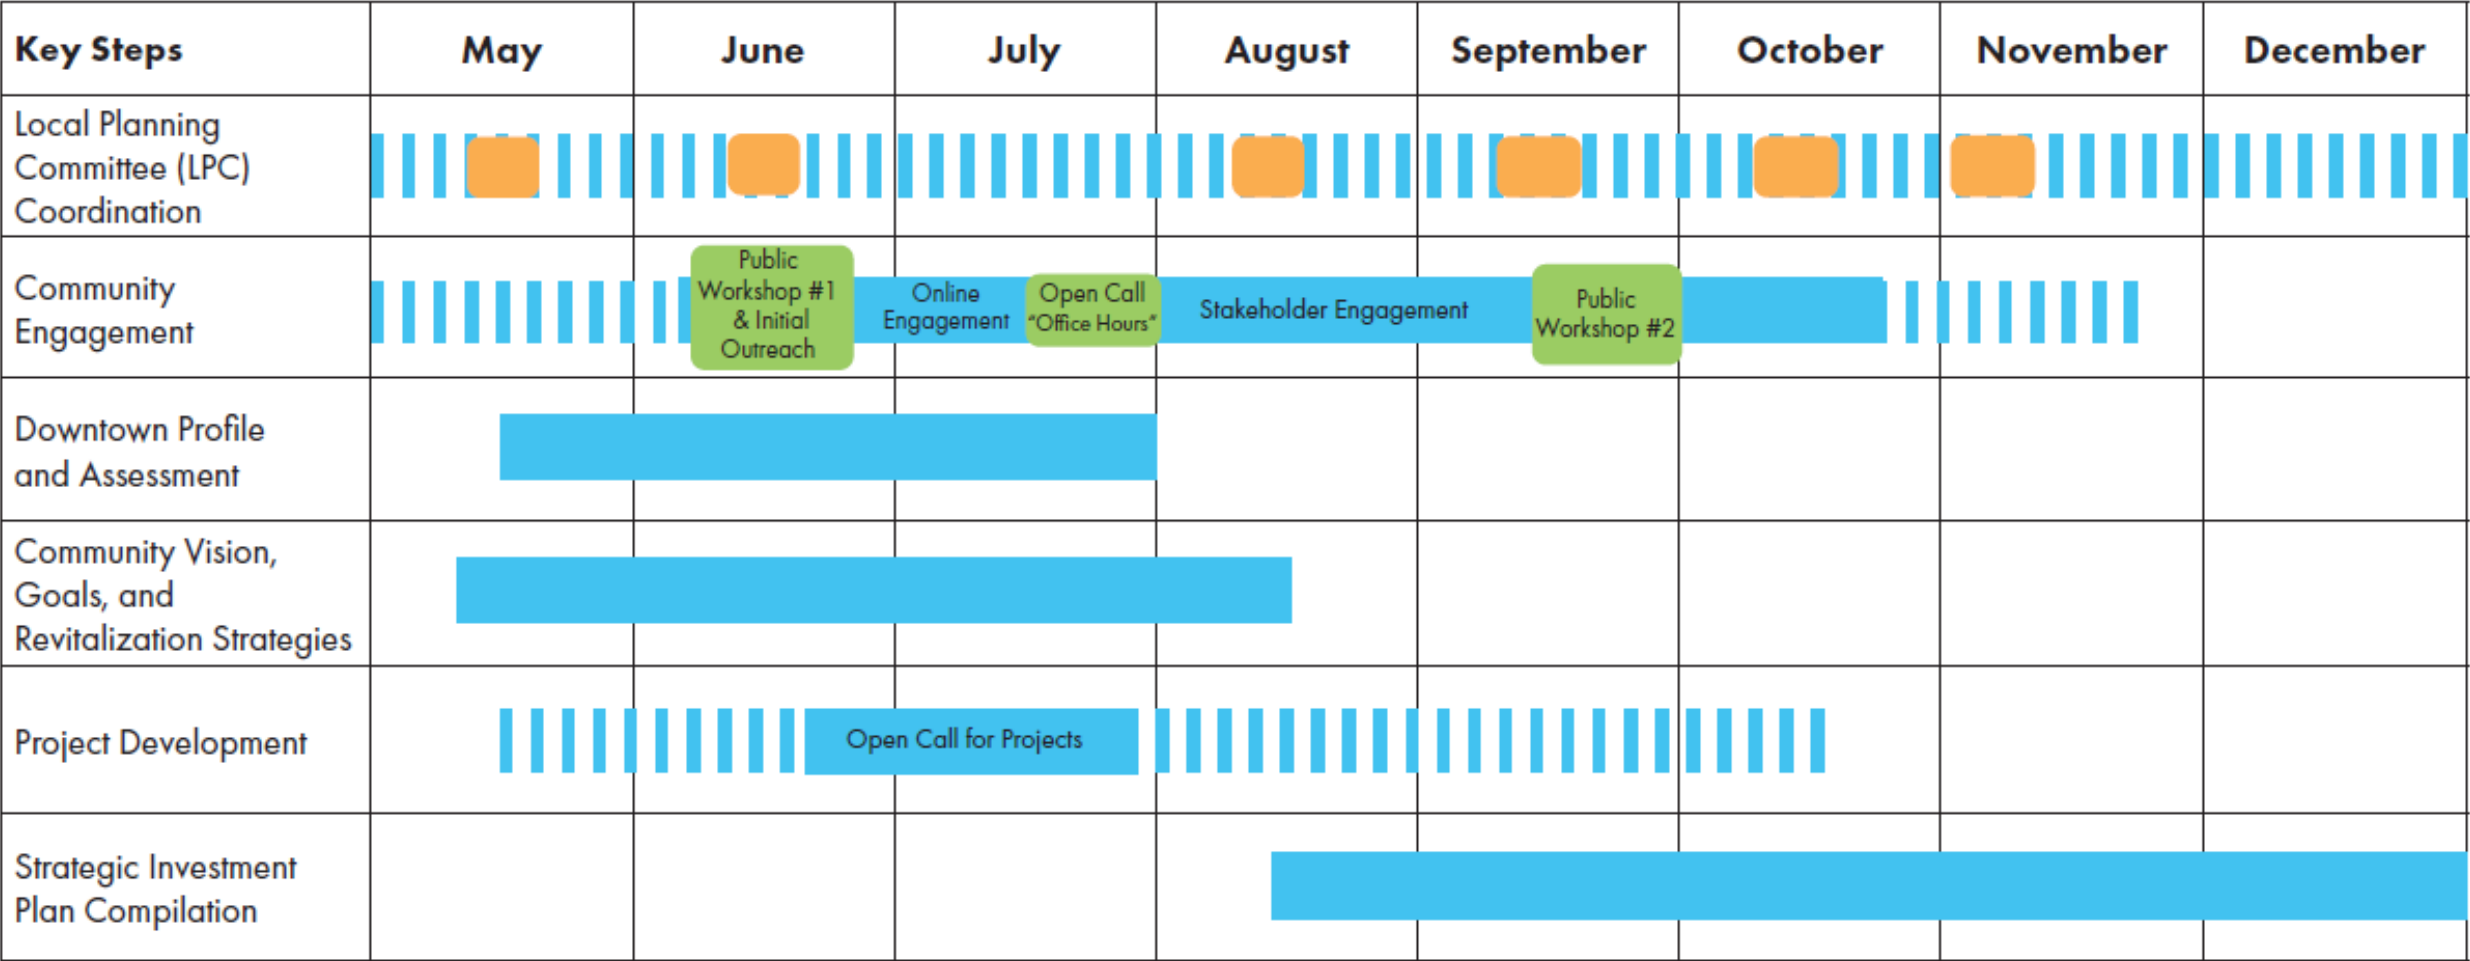 Key Steps
May
June
July
August
September
October
November
December
Local Planning
Committee (LPC)
Coordination
Community
Engagement
Public
Workshop #1
& Initial
Outreach
Online
Engagement
Open Call
“Office Hours”
Stakeholder Engagement
Public
Workshop #2
Downtown Profile
and Assessment
Community Vision,
Goals, and
Revitalization Strategies
Project Development
Open Call for Projects
Strategic Investment
Plan Compilation